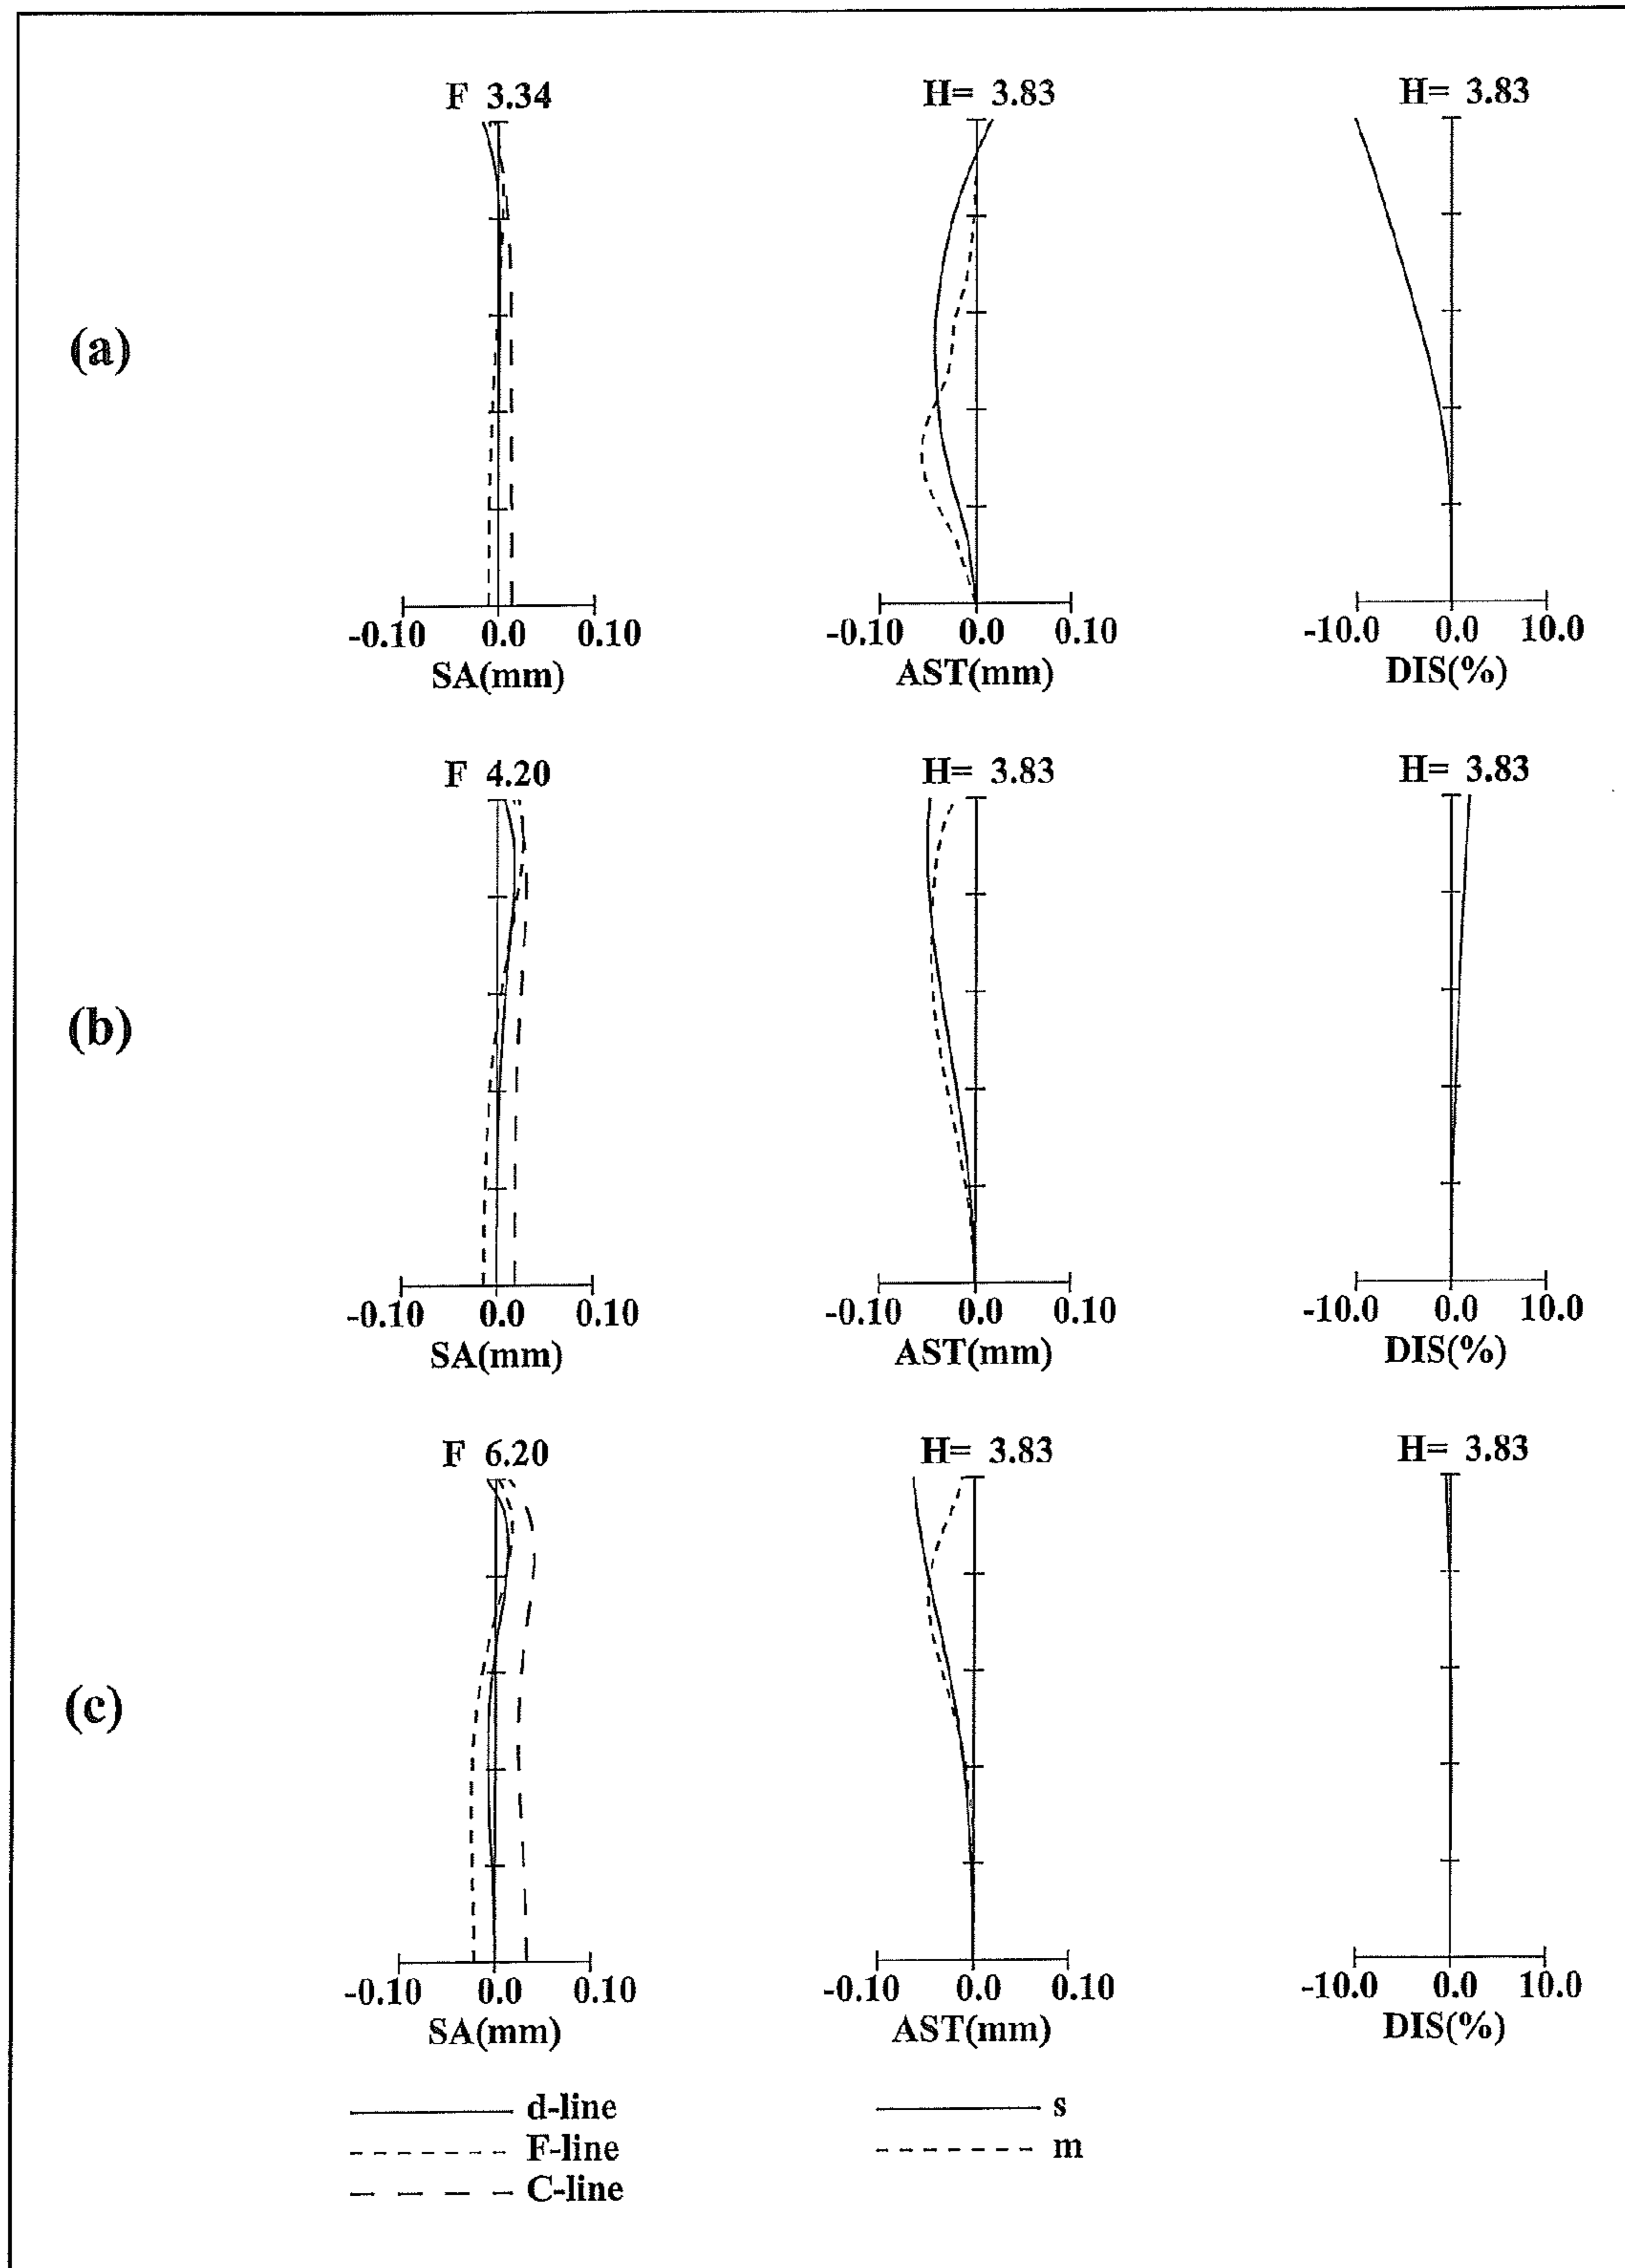 F 3.34 H= 3.83 H= 3.83
(a)
-0.10 0.0 0.10 -0.10 0.0 0.10 -10.0 0.0 10.0
SA(mm) AST(mm) DIS(%)
F 4.20 H= 3.83 H= 3.83
(b)
-0.10 0.0 0.10 -0.10 0.0 0.10 -10.0 0.0 10.0
SA(mm) AST(mm) DIS(%)
F 6.20 H= 3.83 H= 3.83
(c)
-0.10 0.0 0.10 -0.10 0.0 0.10 -10.0 0.0 10.0
SA(mm) AST(mm) DIS(%)
d-line s
F-line m
C-line